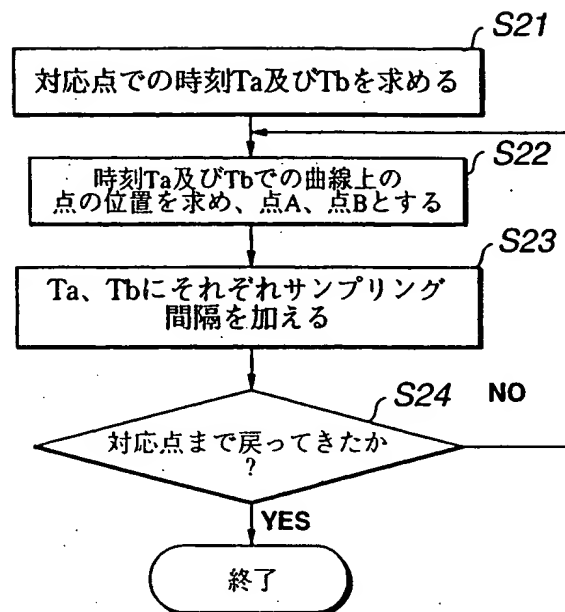 S21
対応点での時刻Ta及びTbを求める
S22
時刻Ta及びTbでの曲線上の
点の位置を求め、点A、点Bとする
S23
Ta、Tbにそれぞれサンプリング
間隔を加える
S24
NO
対応点まで戻ってきたか
?
YES
終了